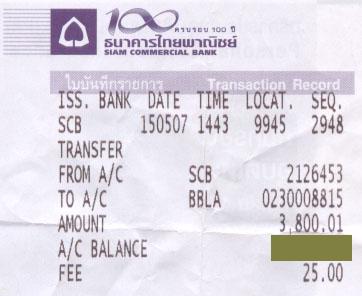 100
ครบรอบ 100 ปี
ธนาคารไทยพาณิชย์
SIAM COMMERCIAL BANK
ใบบันทึกรายการ Transaction Record
ISS. BANK DATE TIME LOCAT. SEQ.
SCB 150507 1443 9945 2948
TRANSFER
FROM A/C SCB 2126453
TO A/C BBLA 0230008815
AMOUNT 3,800.01
A/C BALANCE
FEE 25.00